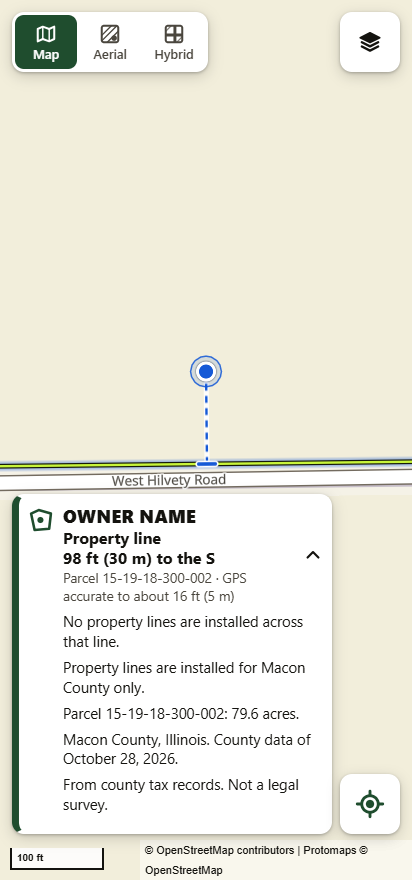 Map
Aerial
Hybrid
West Hilvety Road
OWNER NAME
Property line
98 ft (30 m) to the S
Parcel 15-19-18-300-002 · GPS
accurate to about 16 ft (5 m)
No property lines are installed across
that line.
Property lines are installed for Macon
County only.
Parcel 15-19-18-300-002: 79.6 acres.
Macon County, Illinois. County data of
October 28, 2026.
From county tax records. Not a legal
survey.
100 ft
© OpenStreetMap contributors | Protomaps ©
OpenStreetMap